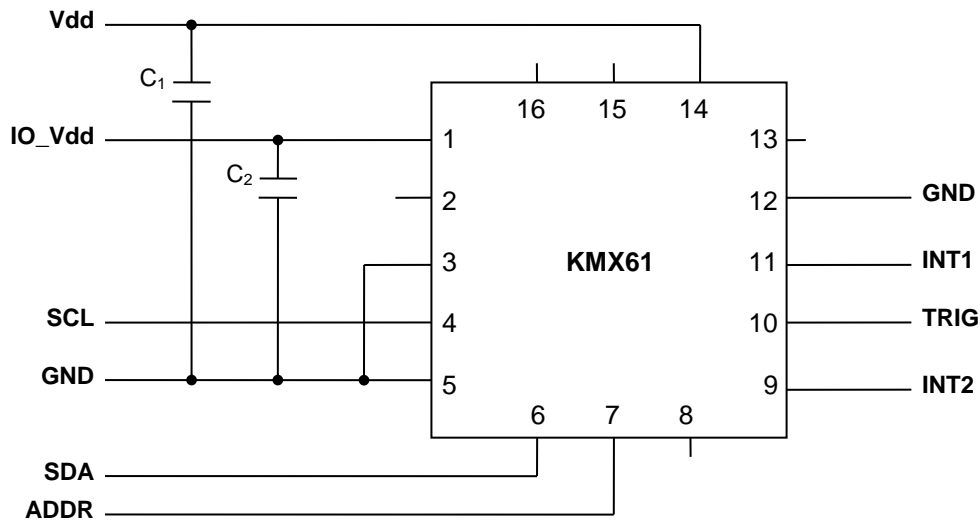 Vdd
C₁
16 15 14
IO_Vdd
1
13
C₂
2
12
GND
3
KMX61
11
INT1
SCL
4
10
TRIG
GND
5
9
INT2
6 7 8
SDA
ADDR